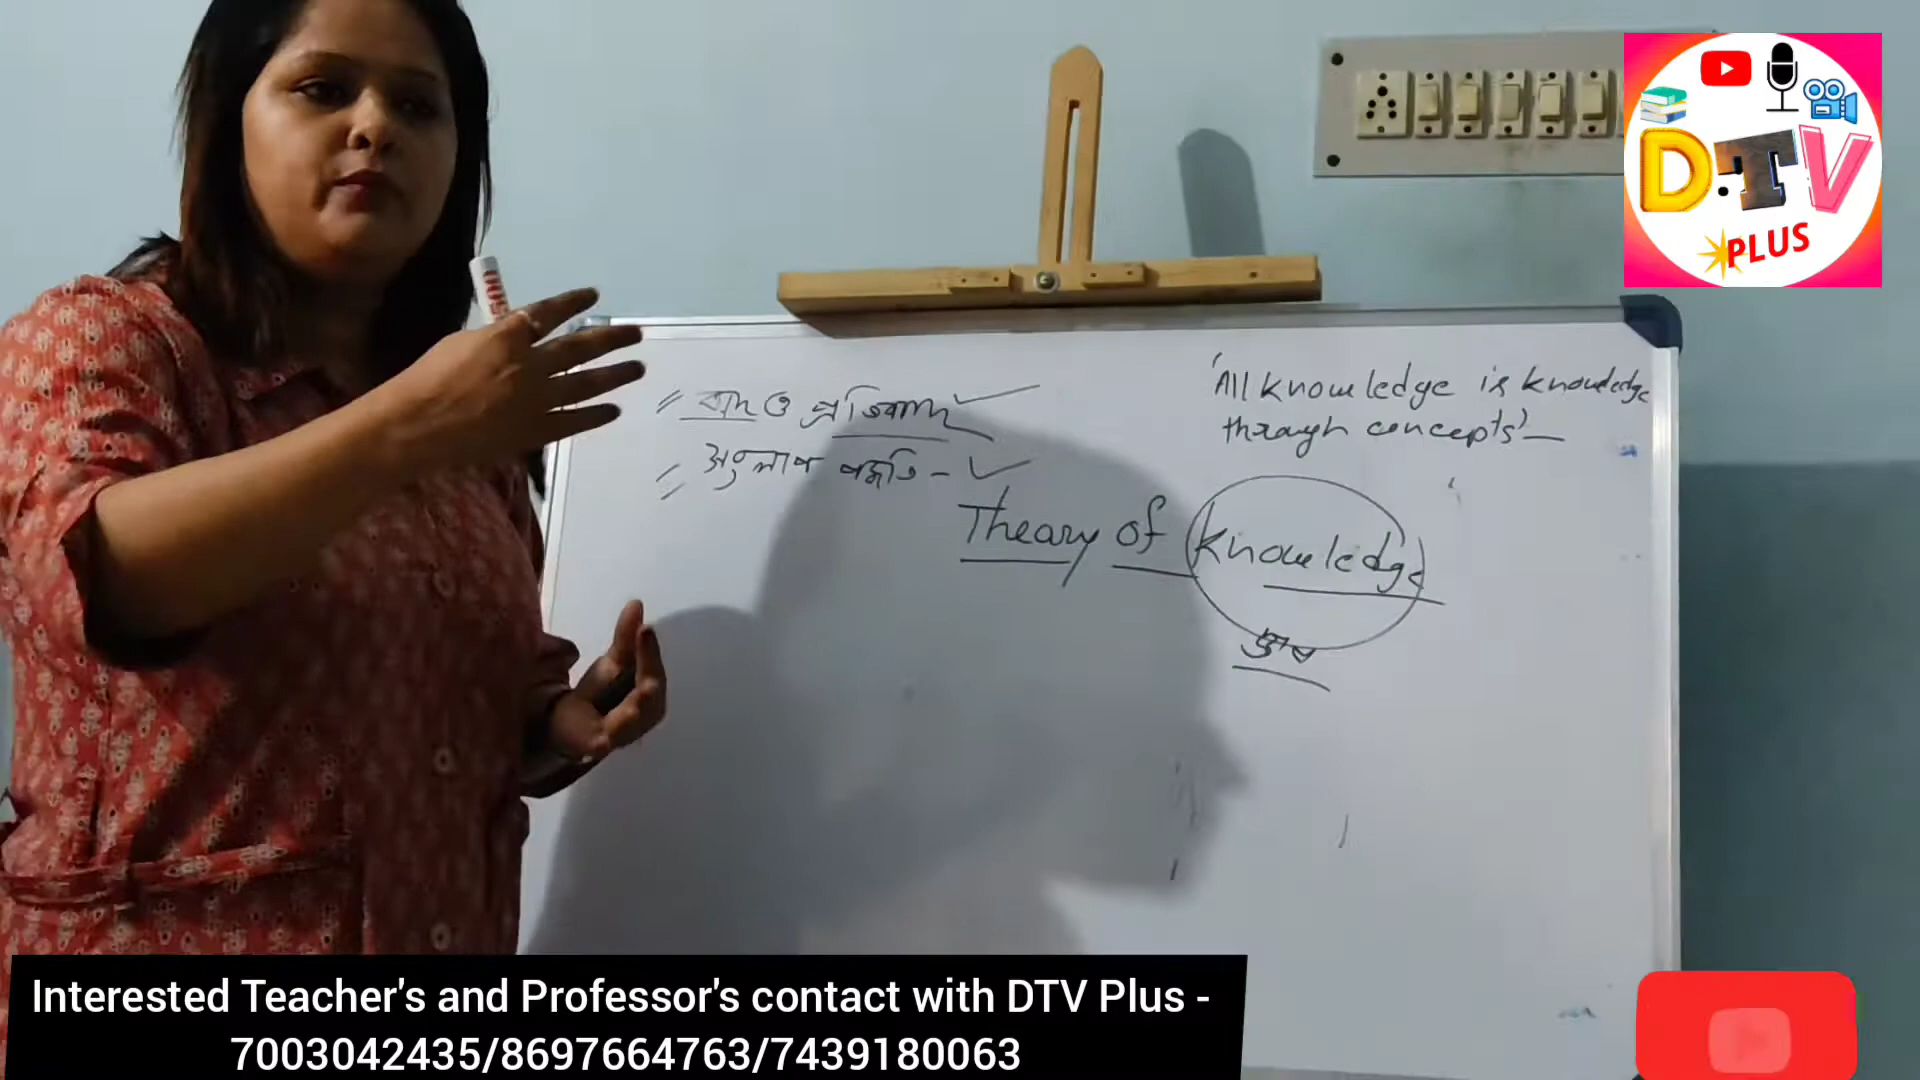 বাদ ও প্রতিবাদ
পদ্ধতি -
'All knowledge is knowledge
through concepts' -
Theory of Knowledge
DTV
PLUS
Interested Teacher's and Professor's contact with DTV Plus -
7003042435/8697664763/7439180063